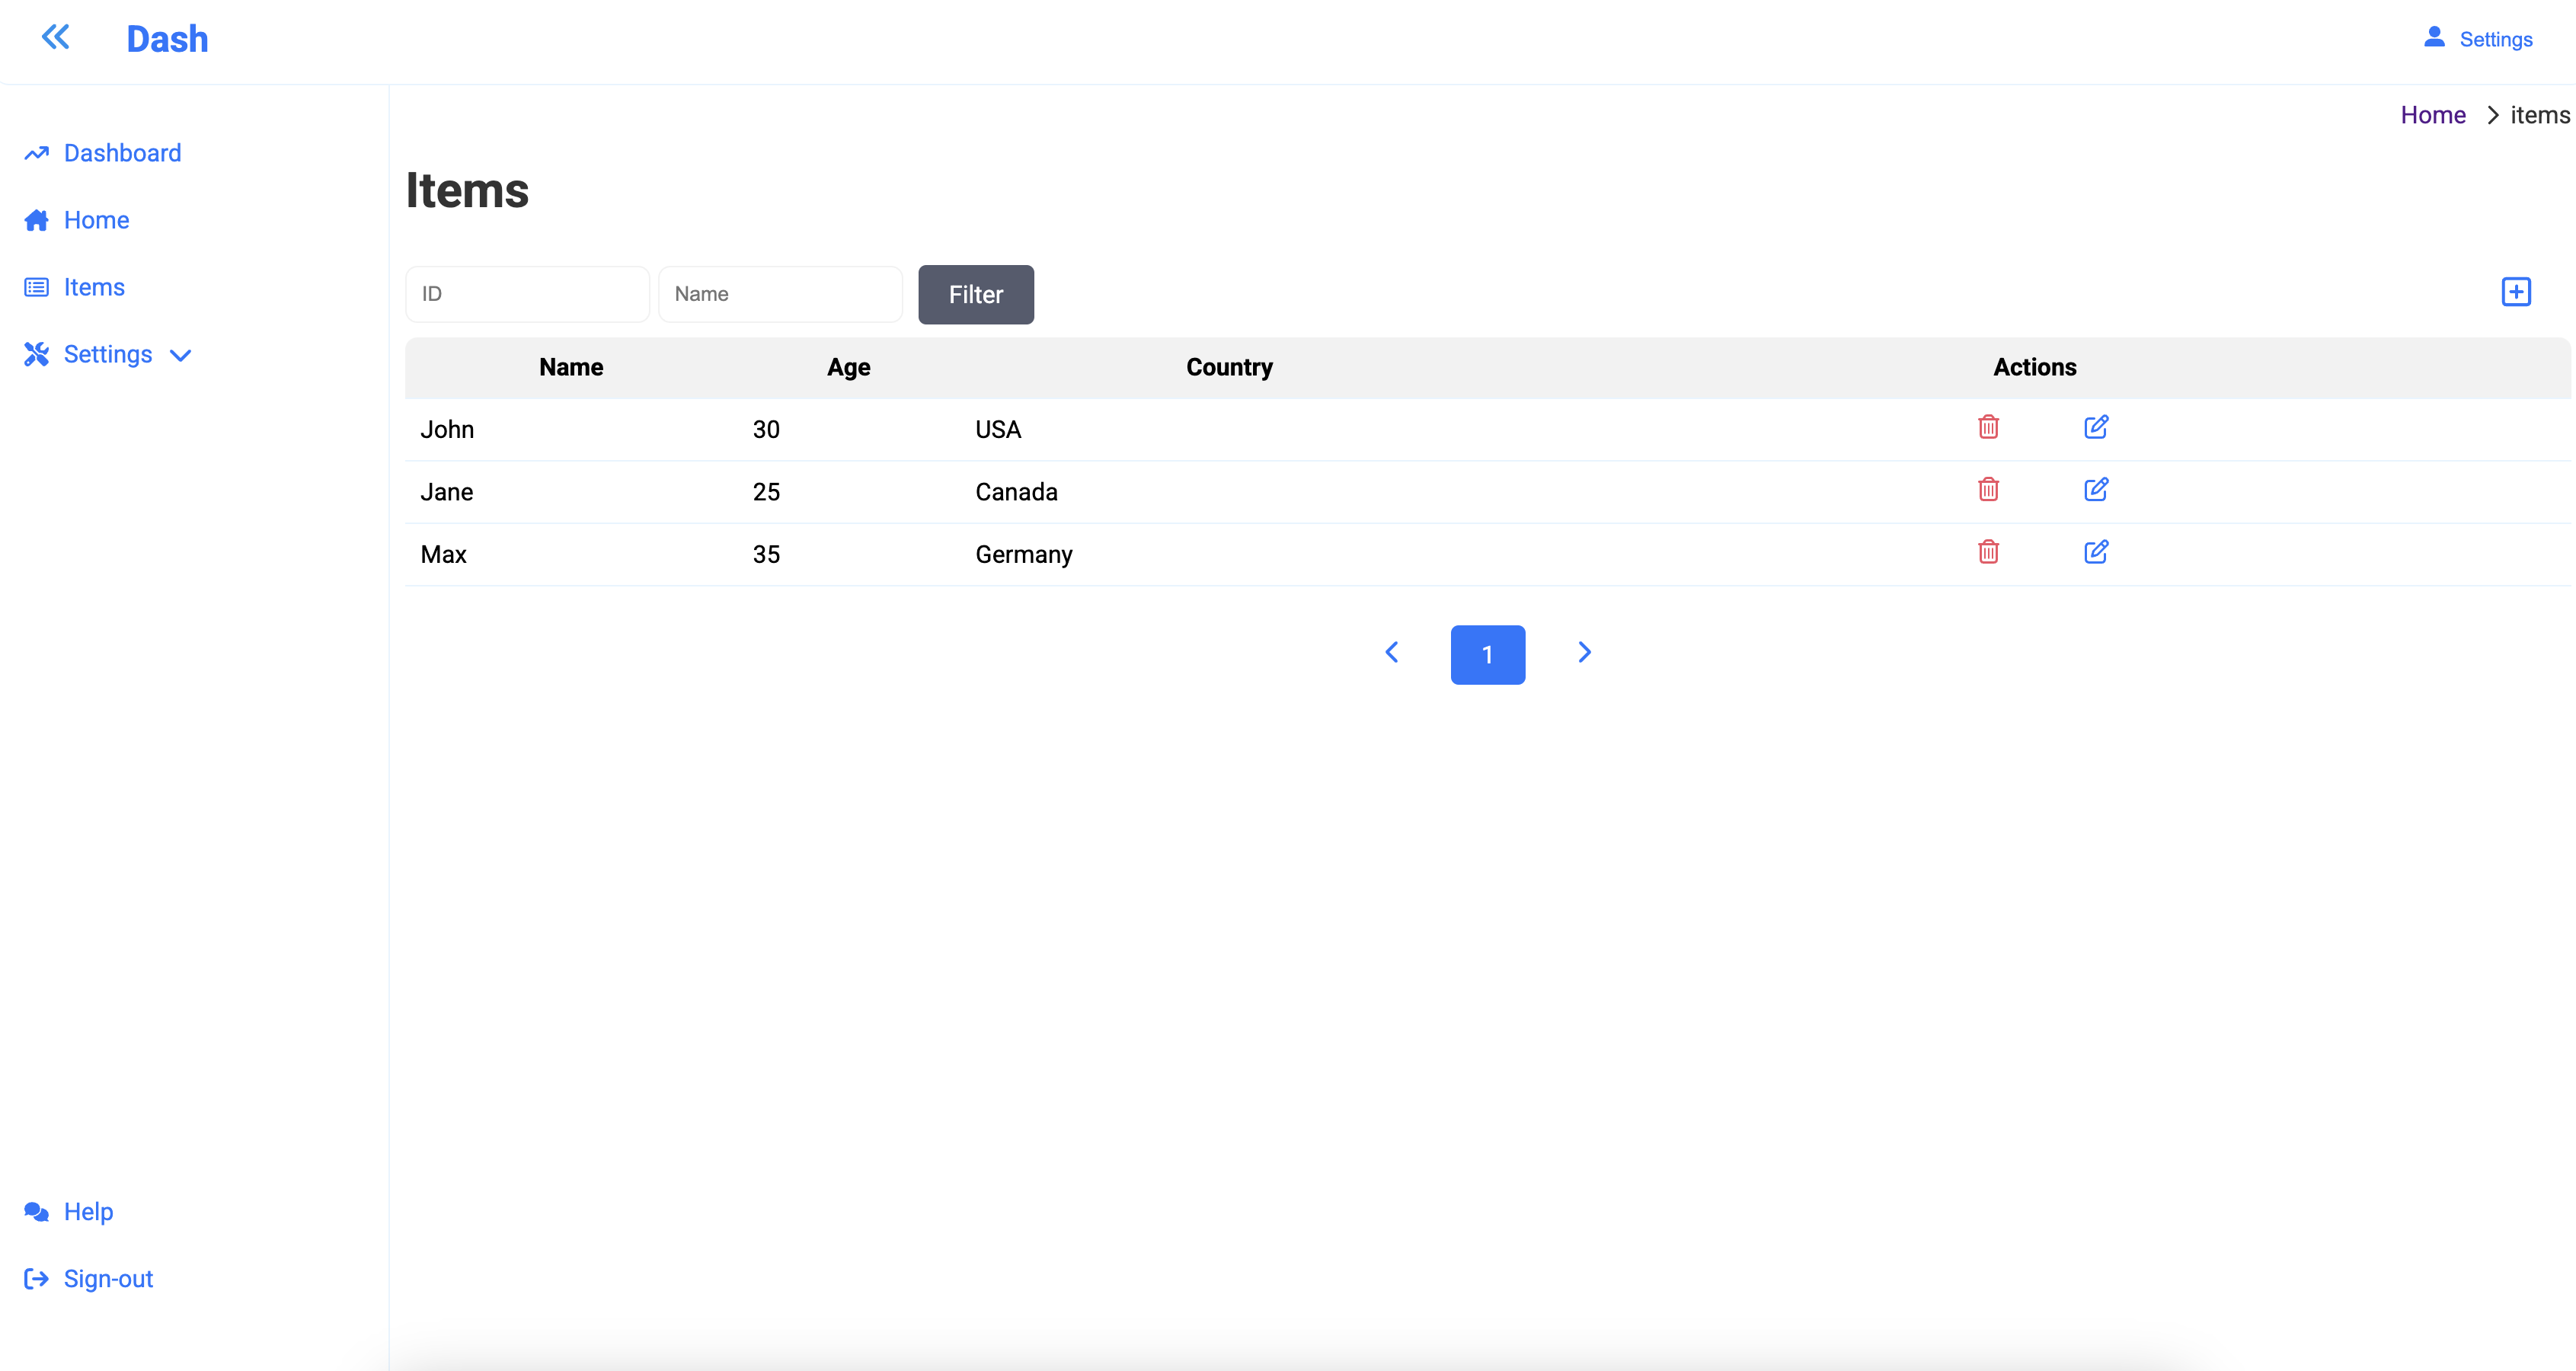 Dash
Settings
Home > items
Dashboard
Home
Items
Settings
Help
Sign-out
Items
ID Name Filter
Name Age Country Actions
John 30 USA
Jane 25 Canada
Max 35 Germany
1